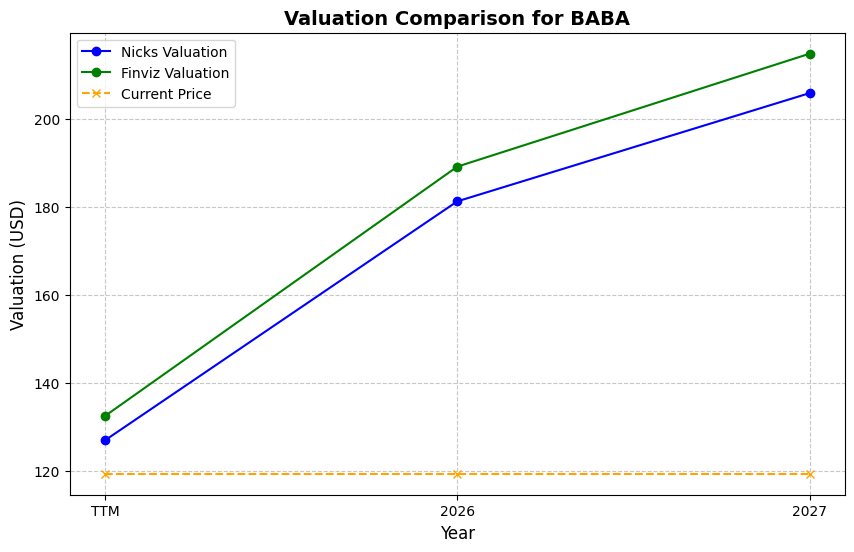 Valuation Comparison for BABA
Nicks Valuation
Finviz Valuation
Current Price
Valuation (USD)
200
180
160
140
120
TTM
2026
2027
Year